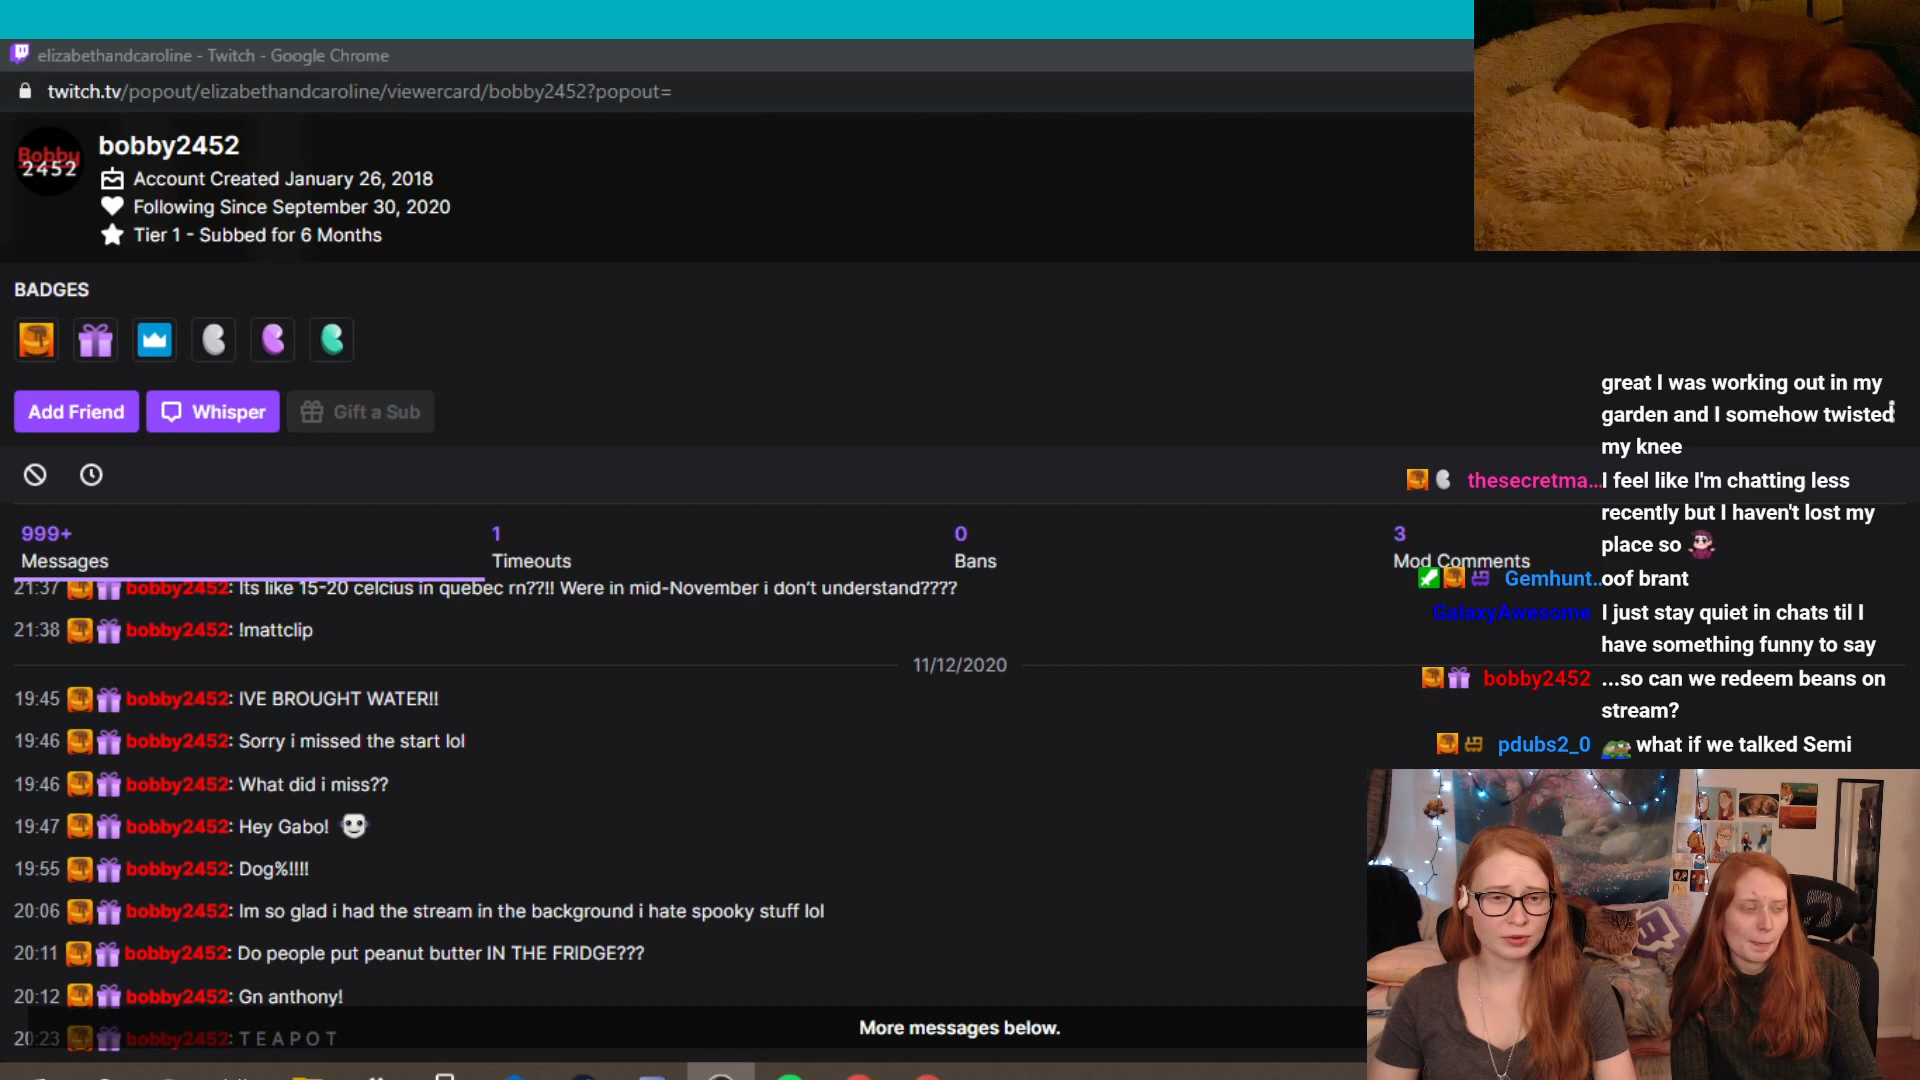 elizabethandcaroline - Twitch - Google Chrome
twitch.tv/popout/elizabethandcaroline/viewercard/bobby2452?popout=
Bobby
2452
bobby2452
Account Created January 26, 2018
Following Since September 30, 2020
Tier 1 - Subbed for 6 Months
BADGES
Add Friend
Whisper
Gift a Sub
999+
Messages
1
Timeouts
0
Bans
3
Mod Comments
21:37 bobby2452: Its like 15-20 celcius in quebec rn??!! Were in mid-November i don't understand????
21:38 bobby2452: !mattclip
11/12/2020
19:45 bobby2452: IVE BROUGHT WATER!!
19:46 bobby2452: Sorry i missed the start lol
19:46 bobby2452: What did i miss??
19:47 bobby2452: Hey Gabo!
19:55 bobby2452: Dog%!!!!
20:06 bobby2452: Im so glad i had the stream in the background i hate spooky stuff lol
20:11 bobby2452: Do people put peanut butter IN THE FRIDGE???
20:12 bobby2452: Gn anthony!
20:23 bobby2452: T E A P O T
More messages below.
great I was working out in my
garden and I somehow twisted
my knee
thesecretma... I feel like I'm chatting less
recently but I haven't lost my
place so
Gemhunt... oof brant
GalaxyAwesome I just stay quiet in chats til I
have something funny to say
bobby2452 ...so can we redeem beans on
stream?
pdubs2_0 what if we talked Semi